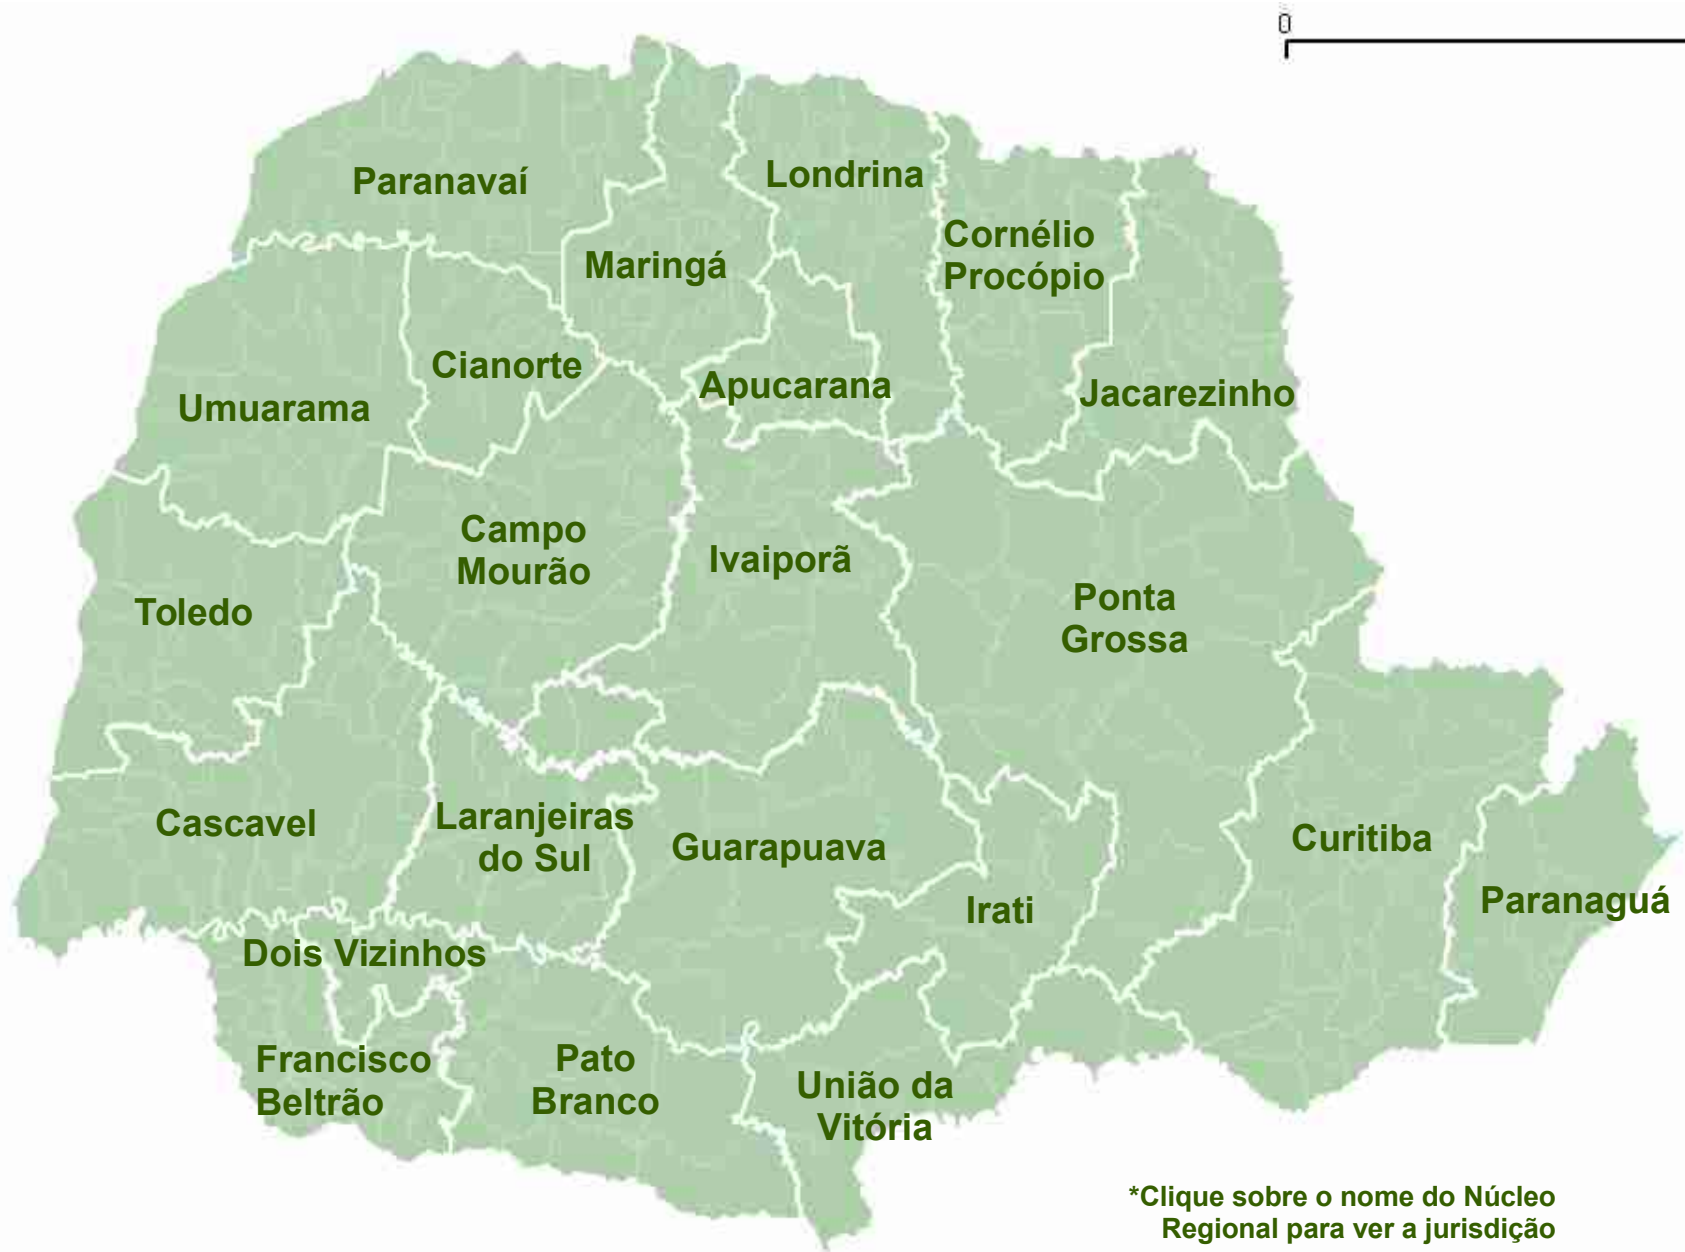 0
Paranavaí
Londrina
Maringá
Cornélio
Procópio
Cianorte
Umuarama
Apucarana
Jacarezinho
Campo
Mourão
Ivaiporã
Toledo
Ponta
Grossa
Cascavel
Laranjeiras
do Sul
Guarapuava
Curitiba
Irati
Paranaguá
Dois Vizinhos
Francisco
Beltrão
Pato
Branco
União da
Vitória
*Clique sobre o nome do Núcleo
Regional para ver a jurisdição